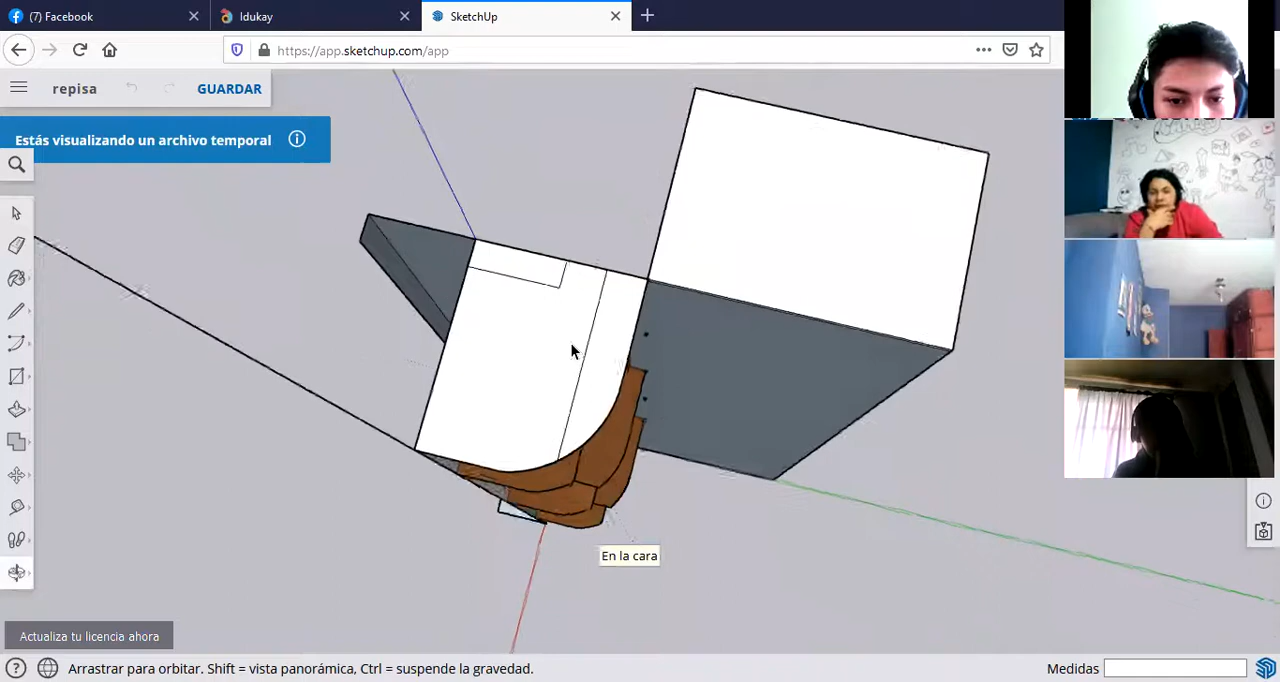 (7) Facebook
Idukay
SketchUp
https://app.sketchup.com/app
repisa
GUARDAR
Estás visualizando un archivo temporal
En la cara
Actualiza tu licencia ahora
Arrastrar para orbitar. Shift = vista panorámica, Ctrl = suspende la gravedad.
Medidas